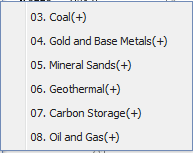 03. Coal(+)
04. Gold and Base Metals(+)
05. Mineral Sands(+)
06. Geothermal(+)
07. Carbon Storage(+)
08. Oil and Gas(+)